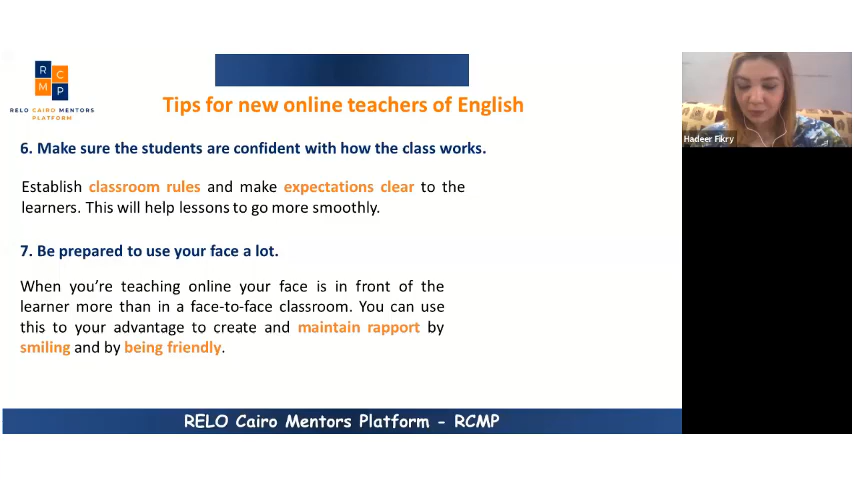 R
C
M
P
RELO CAIRO MENTORS
PLATFORM
Tips for new online teachers of English
Hadeer Fikry
6. Make sure the students are confident with how the class works.
Establish classroom rules and make expectations clear to the
learners. This will help lessons to go more smoothly.
7. Be prepared to use your face a lot.
When you’re teaching online your face is in front of the
learner more than in a face-to-face classroom. You can use
this to your advantage to create and maintain rapport by
smiling and by being friendly.
RELO Cairo Mentors Platform - RCMP